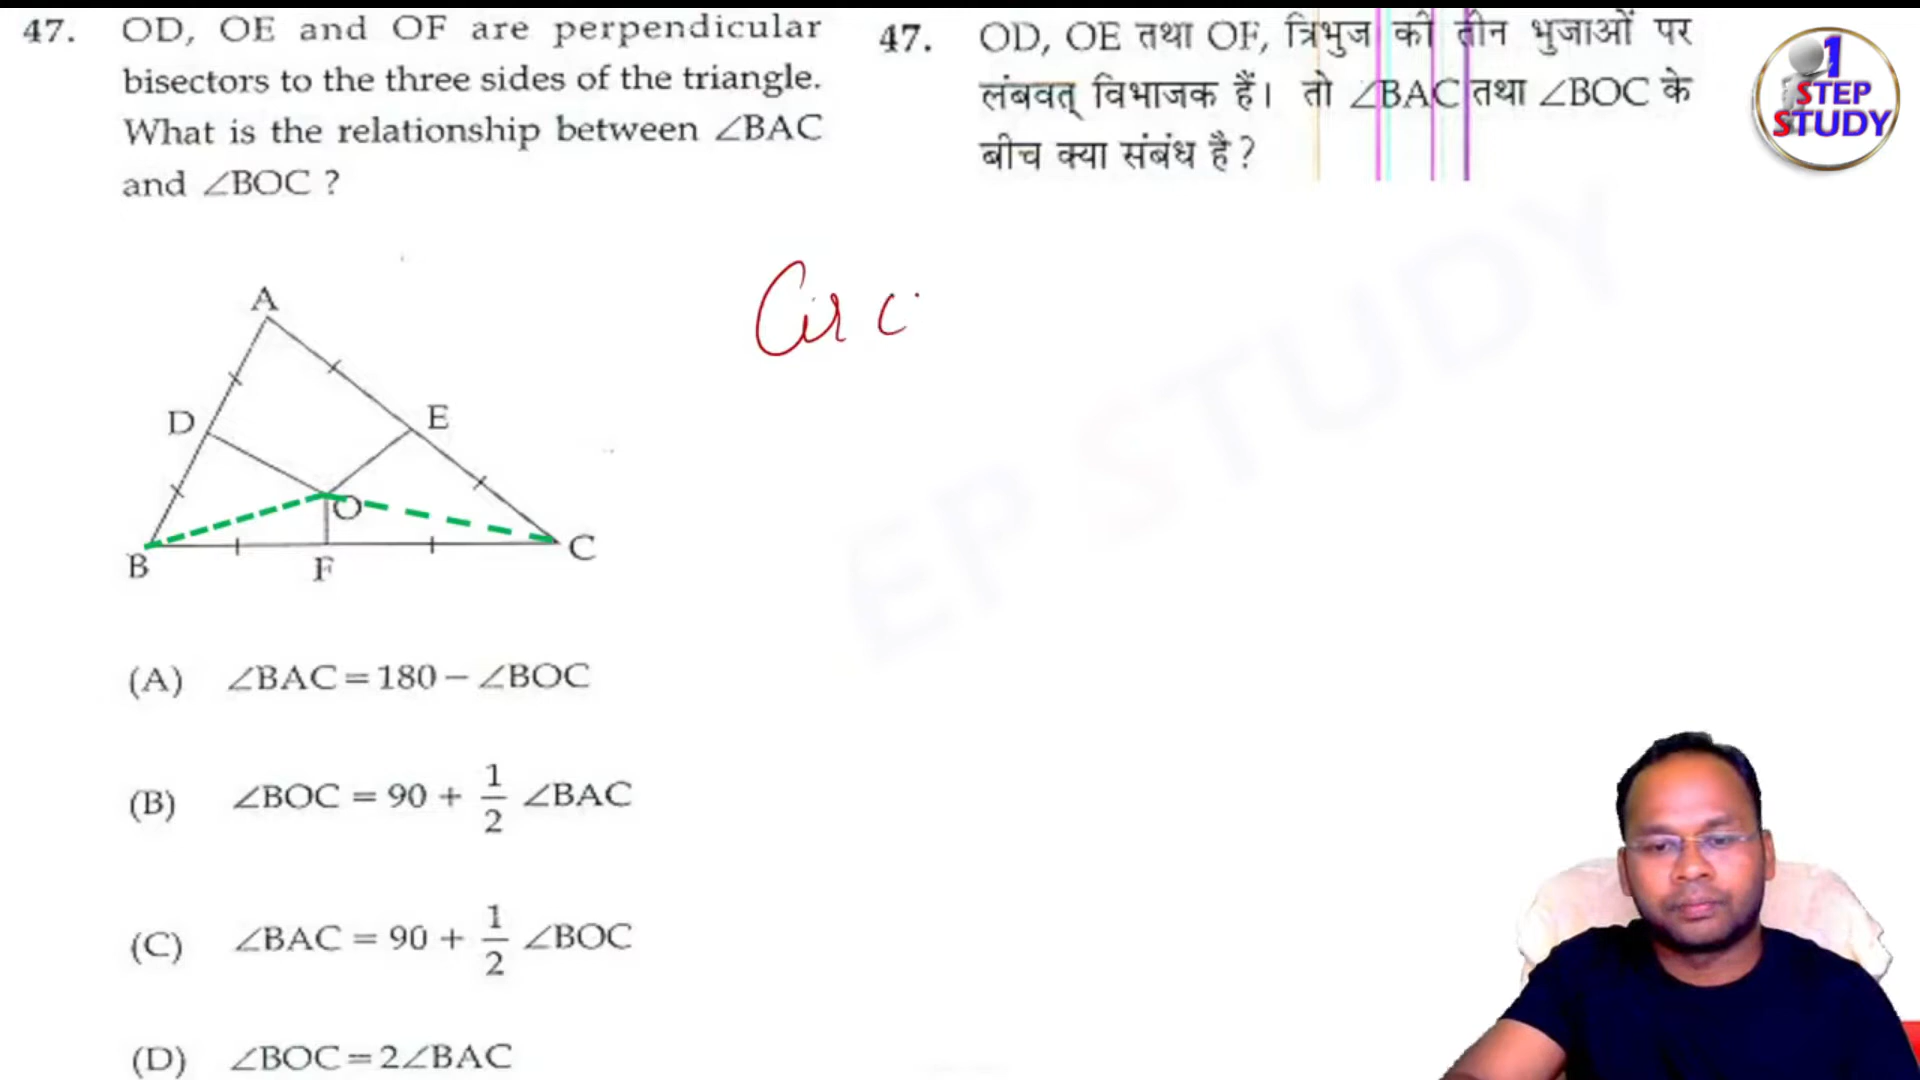 47. OD, OE and OF are perpendicular
bisectors to the three sides of the triangle.
What is the relationship between ∠BAC
and ∠BOC ?
47. OD, OE तथा OF, त्रिभुज की तीन भुजाओं पर
लंबवत् विभाजक हैं। तो ∠BAC तथा ∠BOC के
बीच क्या संबंध है ?
1
STEP
STUDY
Cir c
A
D
E
O
B
F
C
EP STUDY
(A) ∠BAC = 180 − ∠BOC
(B) ∠BOC = 90 + 1/2 ∠BAC
(C) ∠BAC = 90 + 1/2 ∠BOC
(D) ∠BOC = 2∠BAC